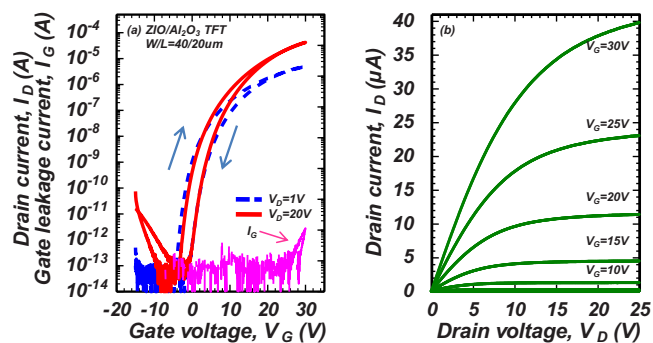 (a) ZIO/Al₂O₃ TFT
W/L=40/20um
Drain current, I_D (A)
Gate leakage current, I_G (A)
10⁻⁴
10⁻⁵
10⁻⁶
10⁻⁷
10⁻⁸
10⁻⁹
10⁻¹⁰
10⁻¹¹
10⁻¹²
10⁻¹³
10⁻¹⁴
V_D=1V
V_D=20V
I_G
-20 -10 0 10 20 30 40
Gate voltage, V_G (V)
(b)
Drain current, I_D (µA)
40
35
30
25
20
15
10
5
0
V_G=30V
V_G=25V
V_G=20V
V_G=15V
V_G=10V
0 5 10 15 20 25
Drain voltage, V_D (V)